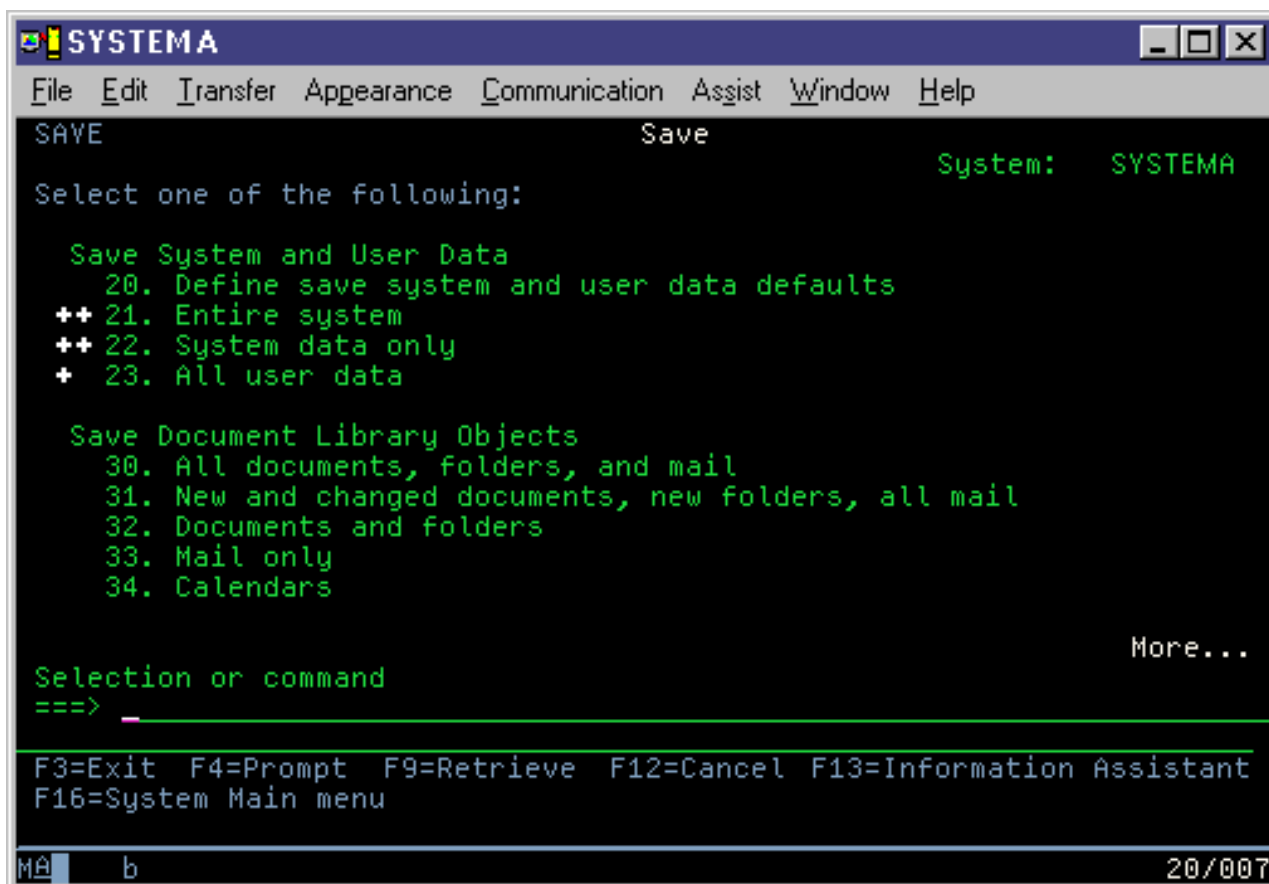 SYSTEMA
File Edit Transfer Appearance Communication Assist Window Help
SAVE Save
System: SYSTEMA
Select one of the following:
Save System and User Data
20. Define save system and user data defaults
++ 21. Entire system
++ 22. System data only
+ 23. All user data
Save Document Library Objects
30. All documents, folders, and mail
31. New and changed documents, new folders, all mail
32. Documents and folders
33. Mail only
34. Calendars
More...
Selection or command
===> _
F3=Exit F4=Prompt F9=Retrieve F12=Cancel F13=Information Assistant
F16=System Main menu
MA b 20/007